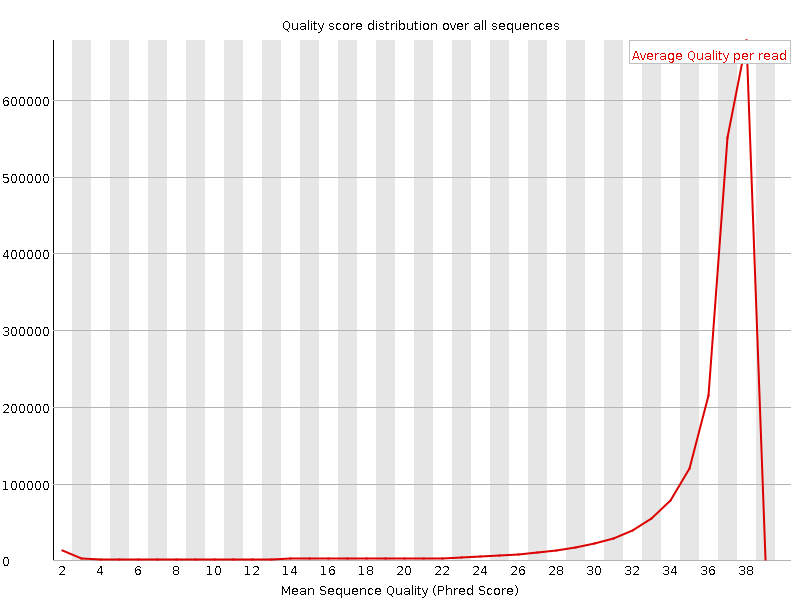 Quality score distribution over all sequences
Average Quality per read
600000
500000
400000
300000
200000
100000
0
2 4 6 8 10 12 14 16 18 20 22 24 26 28 30 32 34 36 38
Mean Sequence Quality (Phred Score)